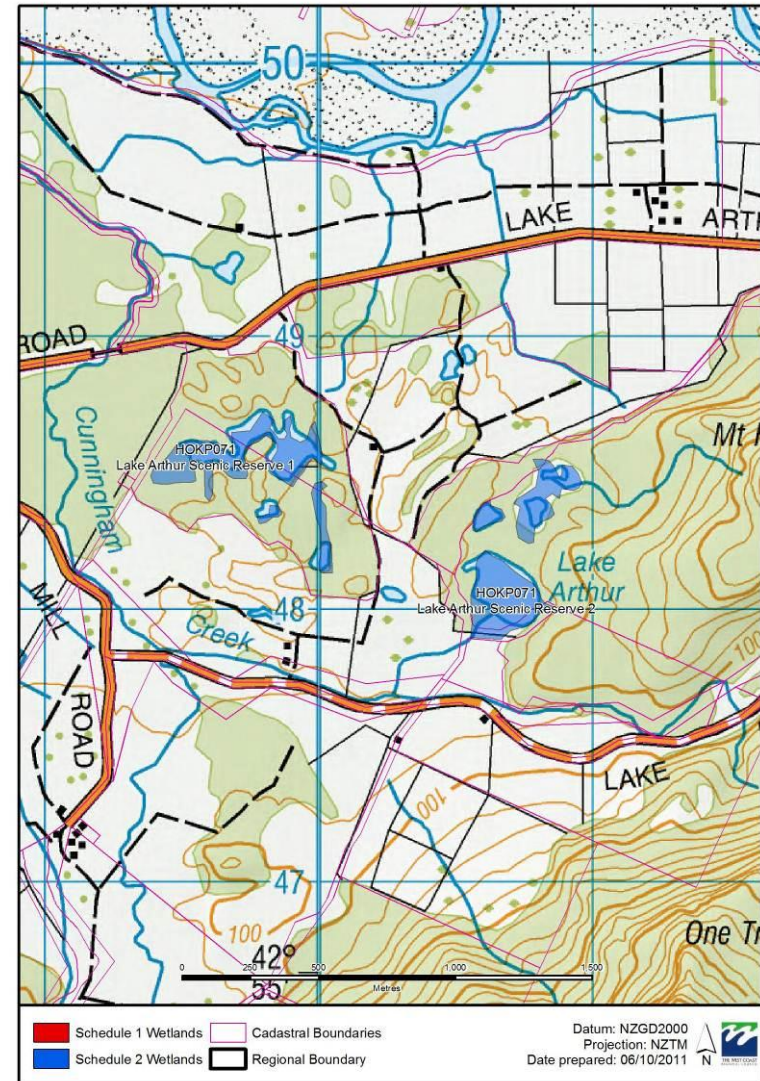 50
LAKE
ARTH
ROAD
49
Cunningham
HOKP071
Lake Arthur Scenic Reserve 1
Mt
Lake
Arthur
HOKP071
Lake Arthur Scenic Reserve 2
48
MILL
Creek
100
ROAD
LAKE
100
47
100
One Tr
42°
55'
0 250 500 1,000 1,500
Metres
Schedule 1 Wetlands
Cadastral Boundaries
Schedule 2 Wetlands
Regional Boundary
Datum: NZGD2000
Projection: NZTM
Date prepared: 06/10/2011
N